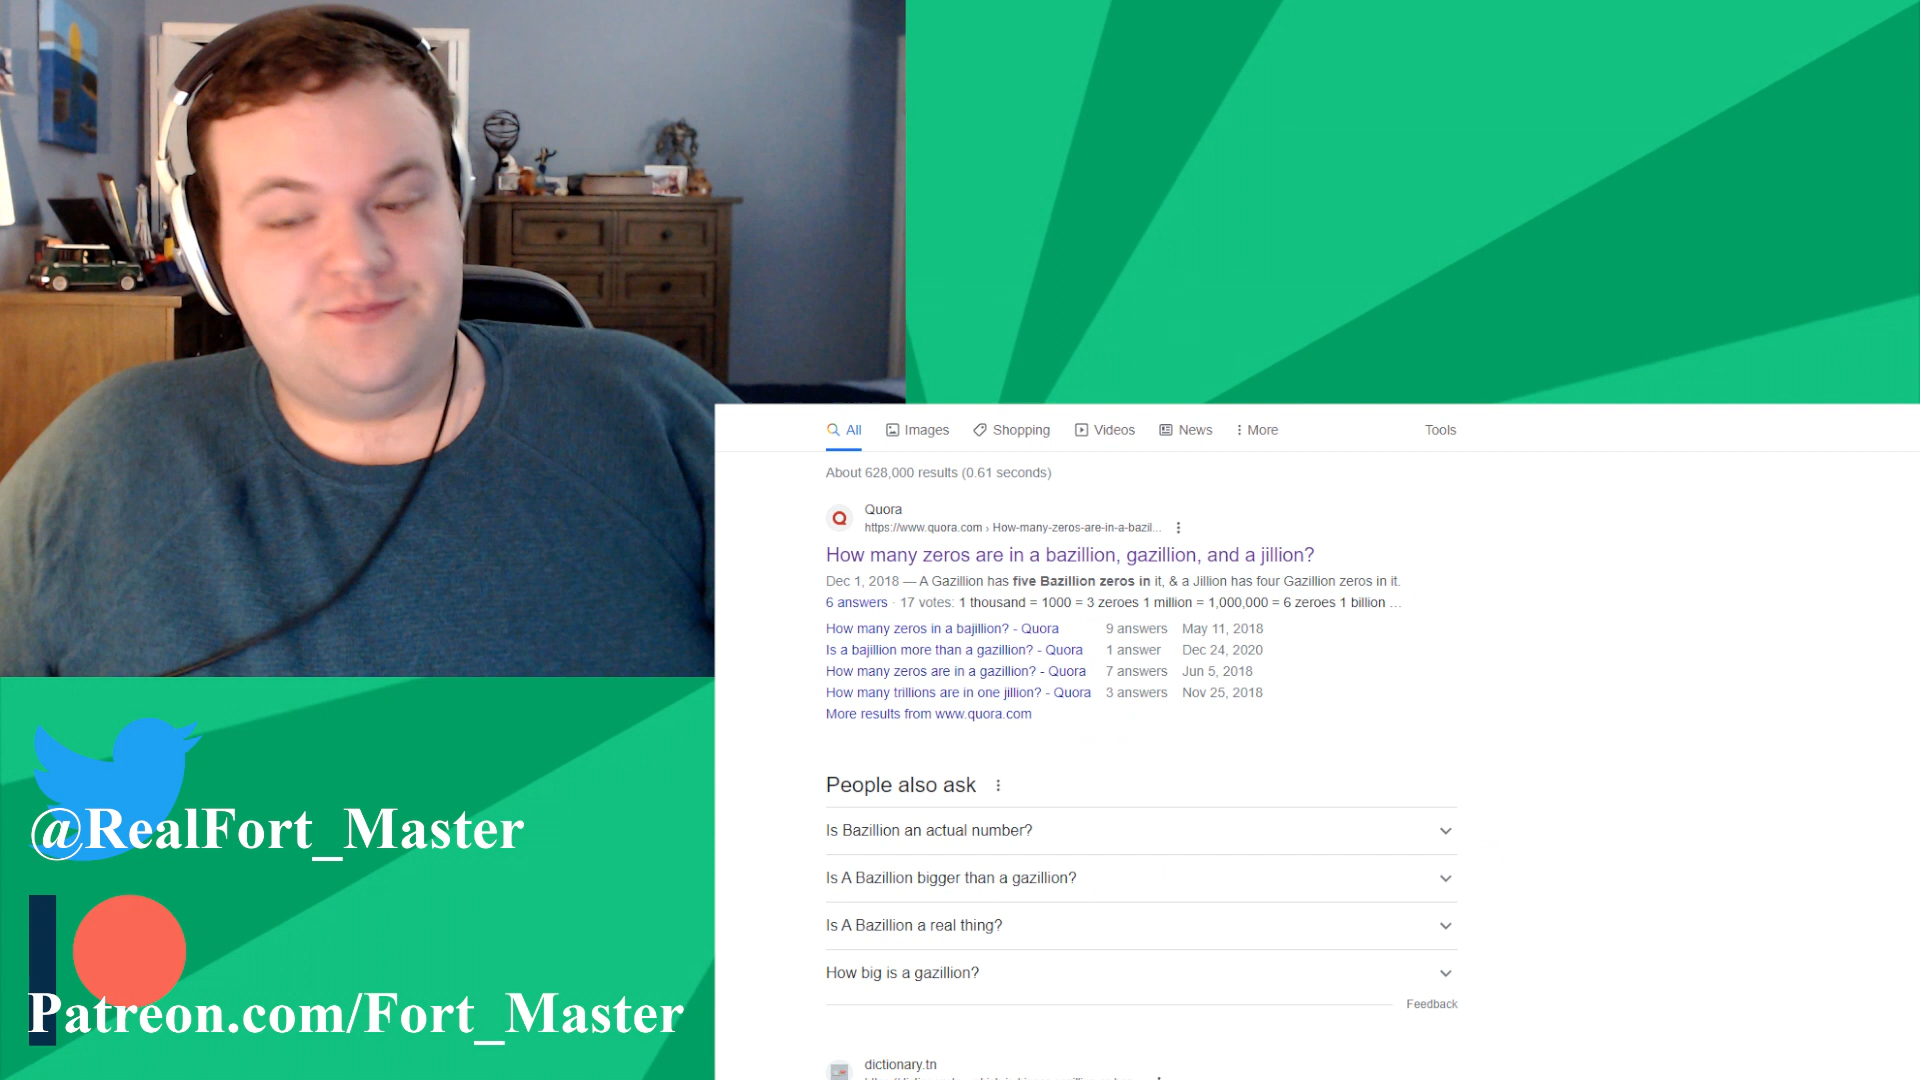 All Images Shopping Videos News More Tools
About 628,000 results (0.61 seconds)
Quora
https://www.quora.com › How-many-zeros-are-in-a-bazil...
How many zeros are in a bazillion, gazillion, and a jillion?
Dec 1, 2018 — A Gazillion has five Bazillion zeros in it, & a Jillion has four Gazillion zeros in it.
6 answers · 17 votes: 1 thousand = 1000 = 3 zeroes 1 million = 1,000,000 = 6 zeroes 1 billion ...
How many zeros in a bajillion? - Quora 9 answers May 11, 2018
Is a bajillion more than a gazillion? - Quora 1 answer Dec 24, 2020
How many zeros are in a gazillion? - Quora 7 answers Jun 5, 2018
How many trillions are in one jillion? - Quora 3 answers Nov 25, 2018
More results from www.quora.com
People also ask
Is Bazillion an actual number?
Is A Bazillion bigger than a gazillion?
Is A Bazillion a real thing?
How big is a gazillion?
Feedback
dictionary.tn
@RealFort_Master
Patreon.com/Fort_Master